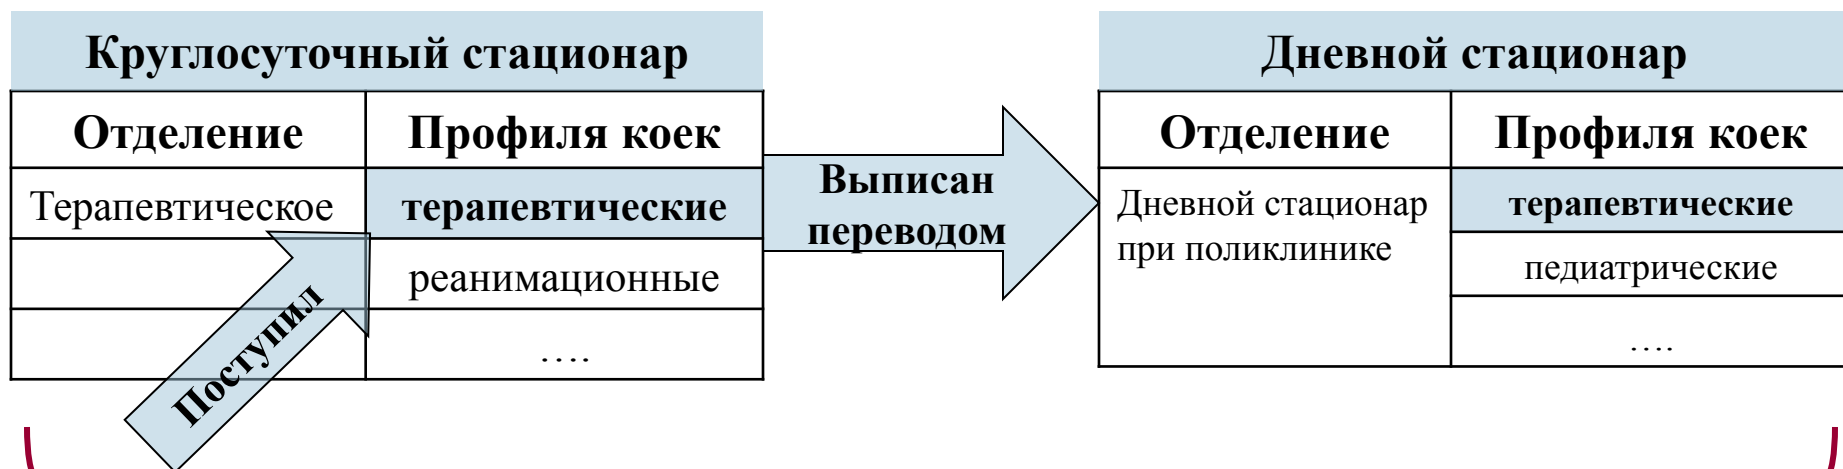 Круглосуточный стационар
Отделение
Профиля коек
Терапевтическое
терапевтические
реанимационные
….
Поступил
Выписан
переводом
Дневной стационар
Отделение
Профиля коек
Дневной стационар
при поликлинике
терапевтические
педиатрические
….